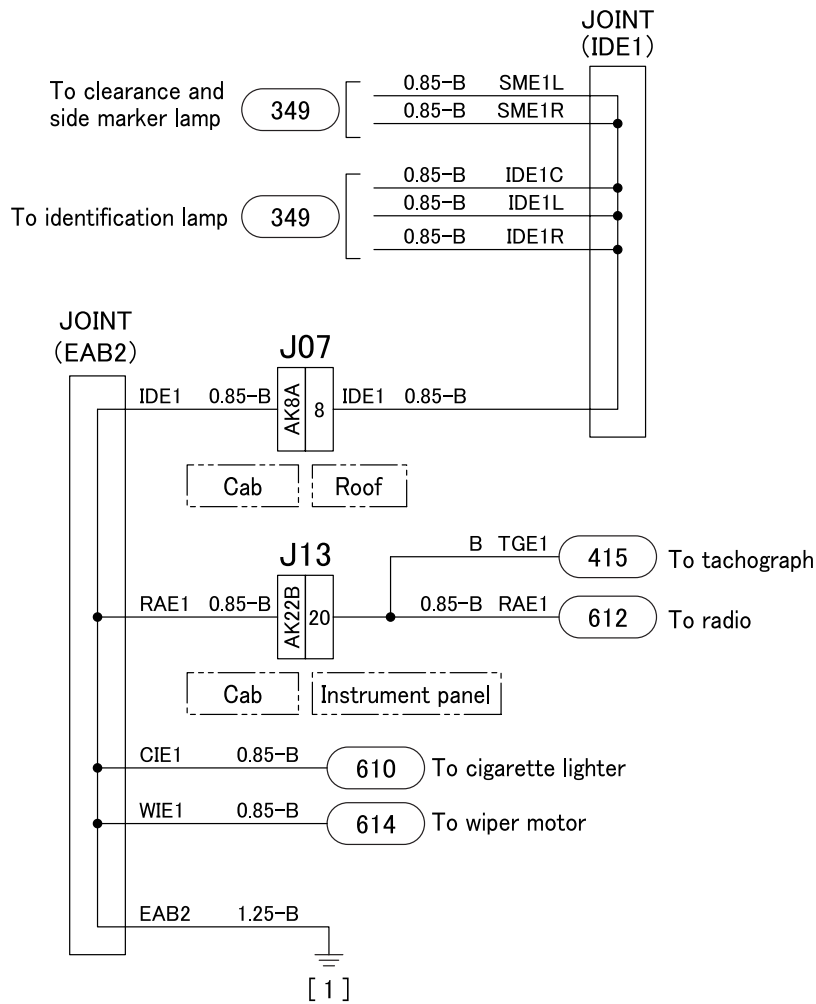 JOINT
(IDE1)
To clearance and
side marker lamp
349
0.85-B SME1L
0.85-B SME1R
To identification lamp
349
0.85-B IDE1C
0.85-B IDE1L
0.85-B IDE1R
JOINT
(EAB2)
J07
IDE1 0.85-B AK8A 8 IDE1 0.85-B
Cab Roof
J13
B TGE1 415 To tachograph
RAE1 0.85-B AK22B 20 0.85-B RAE1 612 To radio
Cab Instrument panel
CIE1 0.85-B 610 To cigarette lighter
WIE1 0.85-B 614 To wiper motor
EAB2 1.25-B
[1]